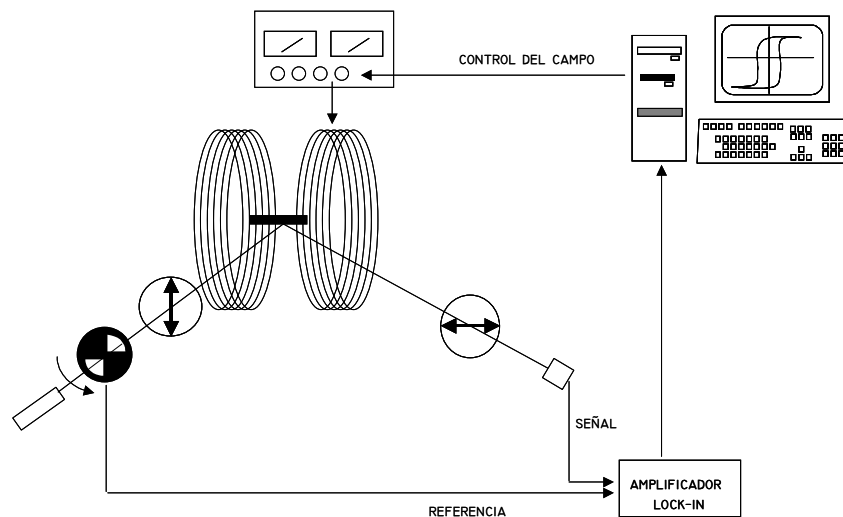 CONTROL DEL CAMPO
SEÑAL
AMPLIFICADOR
LOCK-IN
REFERENCIA